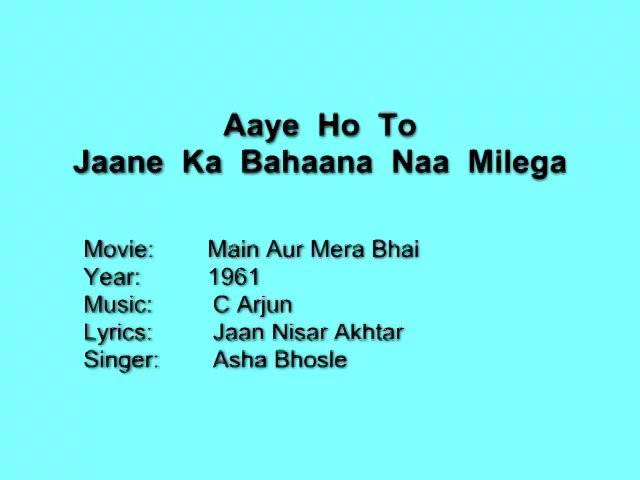 Aaye Ho To
Jaane Ka Bahaana Naa Milega
Movie: Main Aur Mera Bhai
Year: 1961
Music: C Arjun
Lyrics: Jaan Nisar Akhtar
Singer: Asha Bhosle